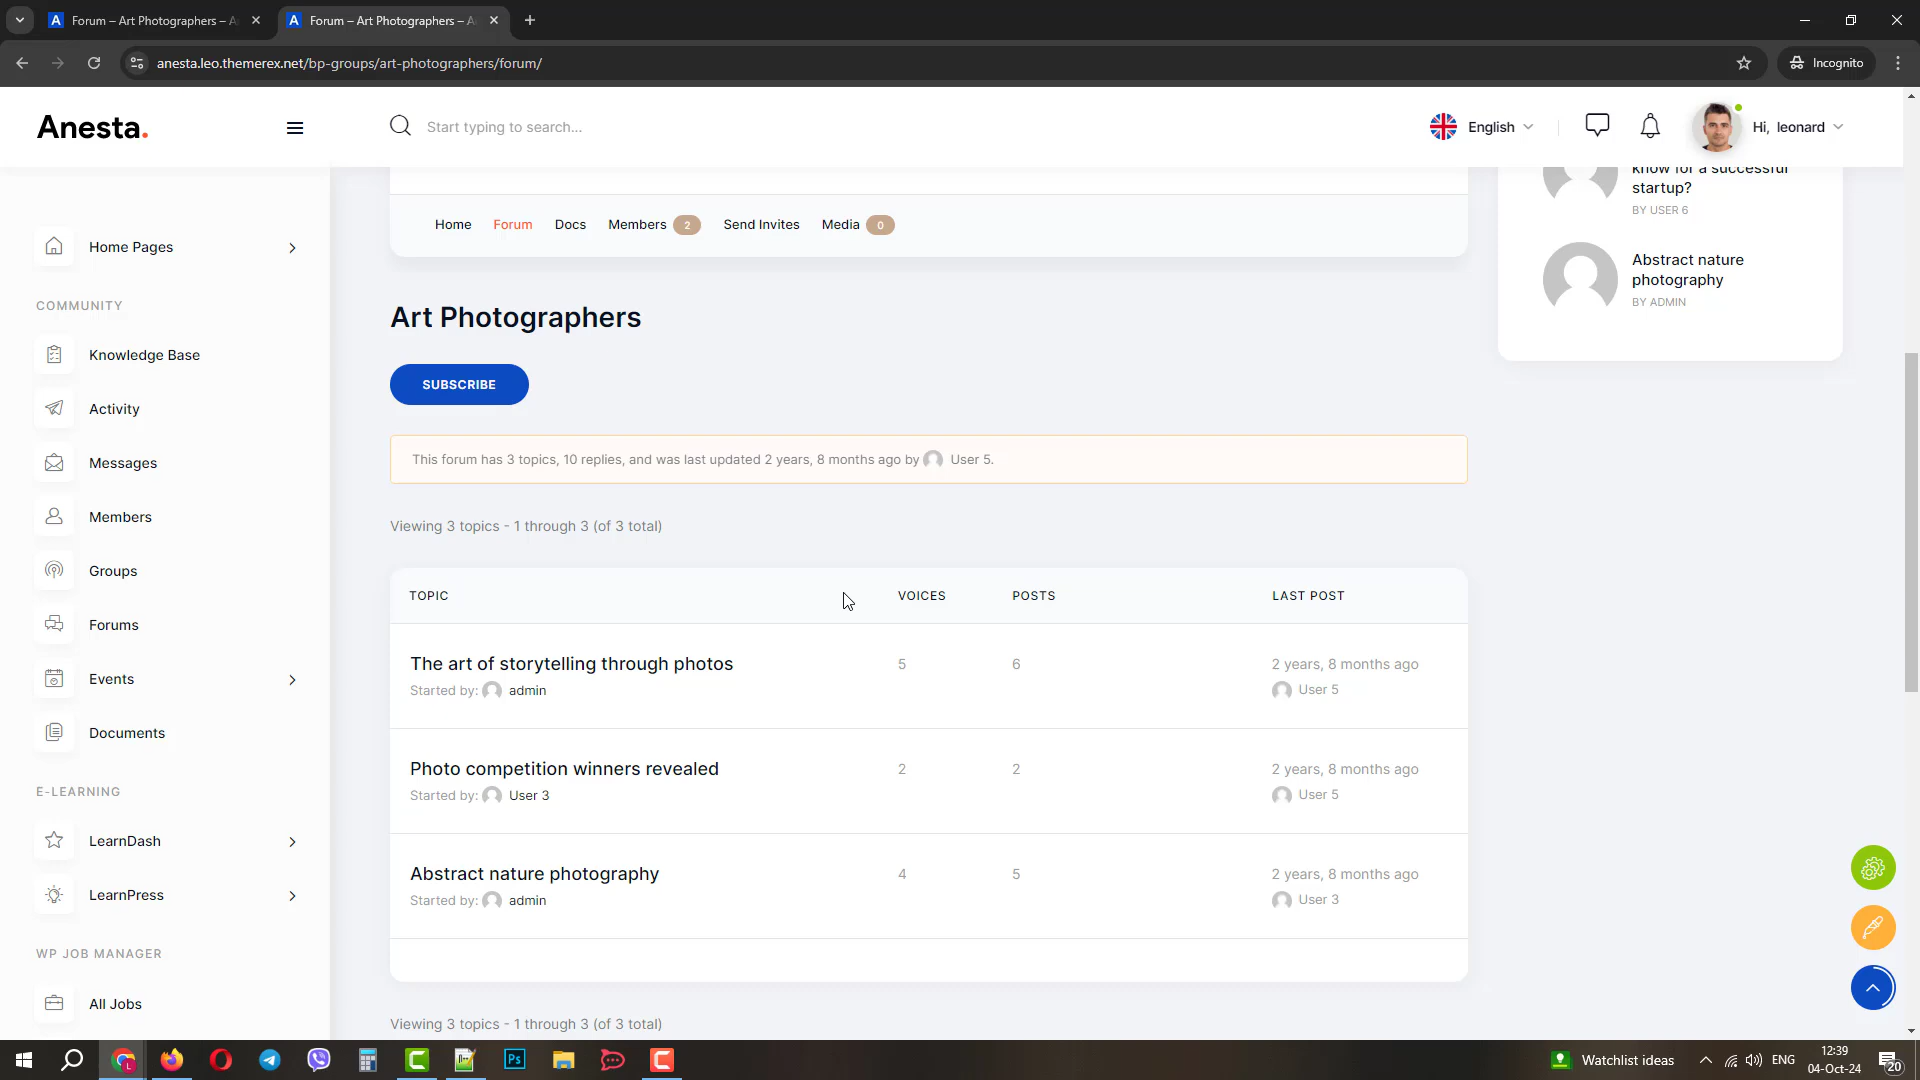 Forum – Art Photographers – A
Forum – Art Photographers – A
anesta.leo.themerex.net/bp-groups/art-photographers/forum/
Incognito
Anesta.
Start typing to search...
English
Hi, leonard
Home Pages
COMMUNITY
Knowledge Base
Activity
Messages
Members
Groups
Forums
Events
Documents
E-LEARNING
LearnDash
LearnPress
WP JOB MANAGER
All Jobs
Home
Forum
Docs
Members 2
Send Invites
Media 0
Art Photographers
SUBSCRIBE
This forum has 3 topics, 10 replies, and was last updated 2 years, 8 months ago by User 5.
Viewing 3 topics - 1 through 3 (of 3 total)
TOPIC VOICES POSTS LAST POST
The art of storytelling through photos 5 6 2 years, 8 months ago
Started by: admin User 5
Photo competition winners revealed 2 2 2 years, 8 months ago
Started by: User 3 User 5
Abstract nature photography 4 5 2 years, 8 months ago
Started by: admin User 3
Viewing 3 topics - 1 through 3 (of 3 total)
know for a successful
startup?
BY USER 6
Abstract nature
photography
BY ADMIN
Ps
Watchlist ideas
ENG
12:39
04-Oct-24
20